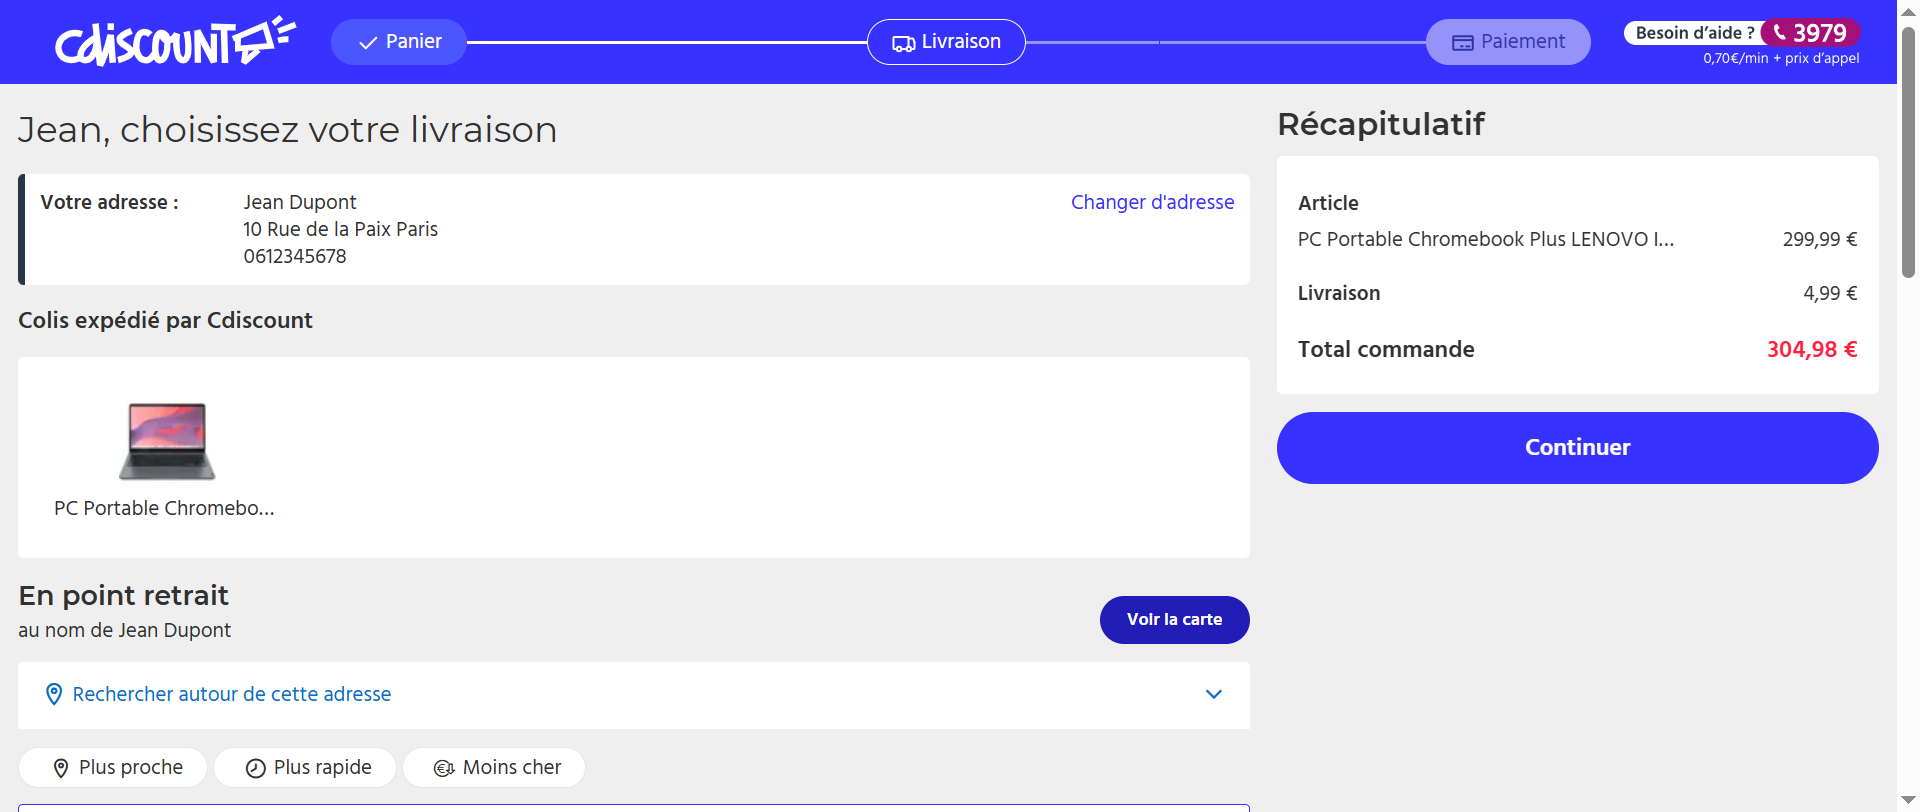 Cdiscount
Panier
Livraison
Paiement
Besoin d'aide ? 3979
0,70€/min + prix d'appel
Jean, choisissez votre livraison
Votre adresse :
Jean Dupont
10 Rue de la Paix Paris
0612345678
Changer d'adresse
Colis expédié par Cdiscount
PC Portable Chromebo...
En point retrait
au nom de Jean Dupont
Voir la carte
Rechercher autour de cette adresse
Plus proche
Plus rapide
Moins cher
Récapitulatif
Article
PC Portable Chromebook Plus LENOVO I... 299,99 €
Livraison 4,99 €
Total commande 304,98 €
Continuer